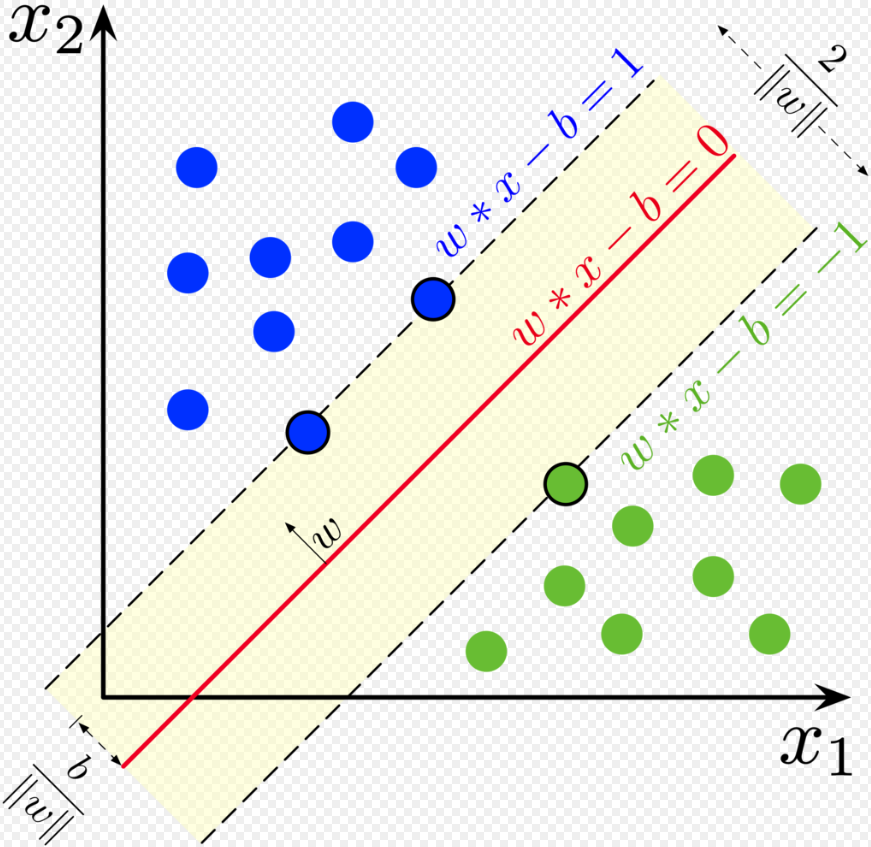 x₂
w * x − b = 1
2
‖w‖
w * x − b = 0
w * x − b = −1
w
x₁
b
‖w‖